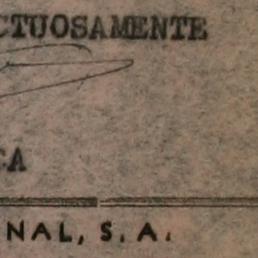 CTUOSAMENTE
CA
NAL, S. A.